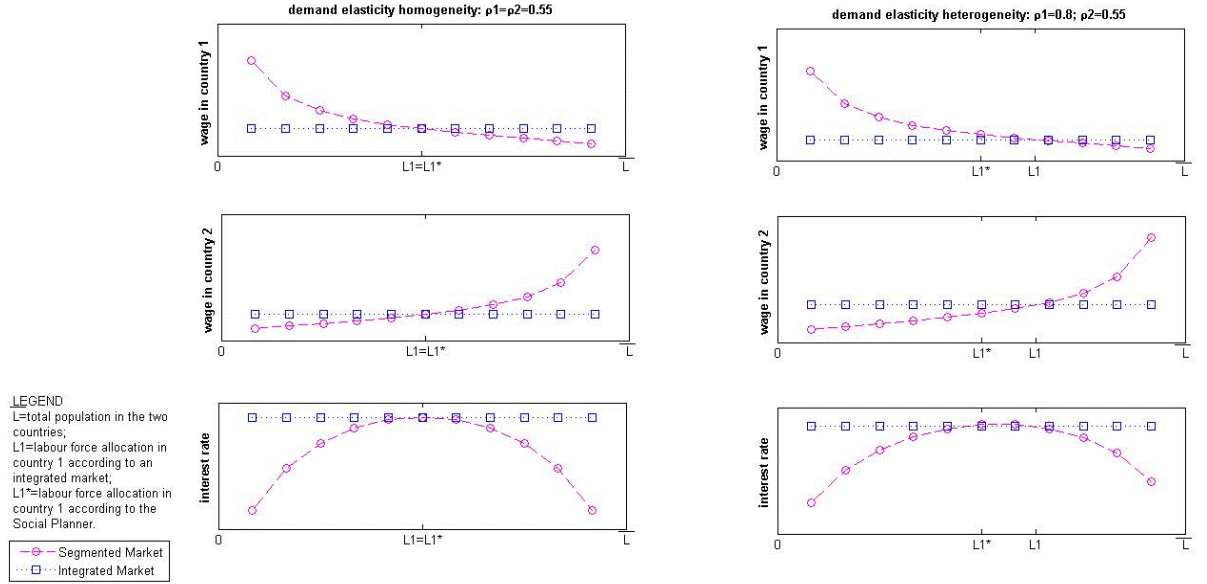 demand elasticity homogeneity: ρ1=ρ2=0.55
wage in country 1
0
L1=L1*
L
wage in country 2
0
L1=L1*
L
interest rate
0
L1=L1*
L
demand elasticity heterogeneity: ρ1=0.8; ρ2=0.55
wage in country 1
0
L1*
L1
L
wage in country 2
0
L1*
L1
L
interest rate
0
L1*
L1
L
LEGEND
L=total population in the two
countries;
L1=labour force allocation in
country 1 according to an
integrated market;
L1*=labour force allocation in
country 1 according to the
Social Planner.
Segmented Market
Integrated Market